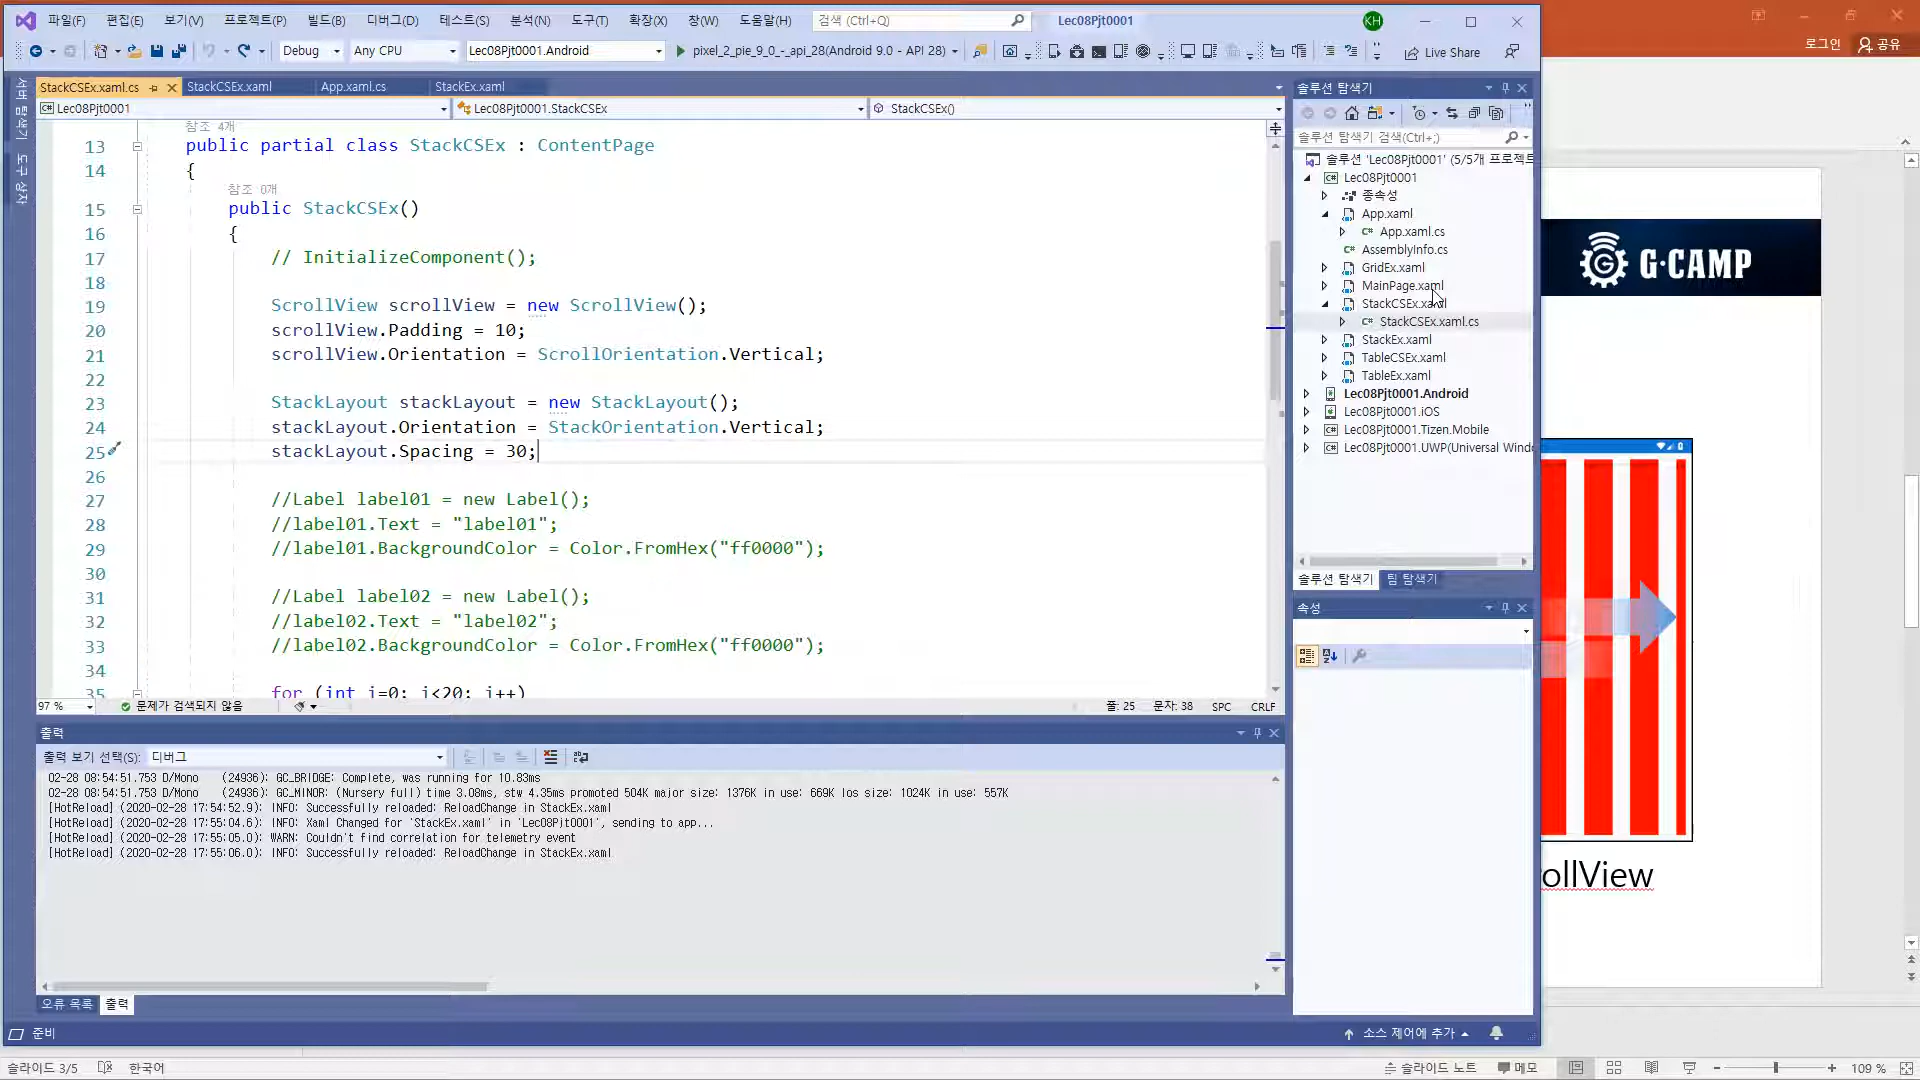 파일(F) 편집(E) 보기(V) 프로젝트(P) 빌드(B) 디버그(D) 테스트(S) 분석(N) 도구(T) 확장(X) 창(W) 도움말(H) 검색 (Ctrl+Q) Lec08Pjt0001 KH
로그인 공유
Debug Any CPU Lec08Pjt0001.Android pixel_2_pie_9_0_-_api_28(Android 9.0 - API 28) Live Share
서버 탐색기
도구 상자
StackCSEx.xaml.cs StackCSEx.xaml App.xaml.cs StackEx.xaml
Lec08Pjt0001 Lec08Pjt0001.StackCSEx StackCSEx()
참조 4개
13 public partial class StackCSEx : ContentPage
14 {
참조 0개
15 public StackCSEx()
16 {
17 // InitializeComponent();
18
19 ScrollView scrollView = new ScrollView();
20 scrollView.Padding = 10;
21 scrollView.Orientation = ScrollOrientation.Vertical;
22
23 StackLayout stackLayout = new StackLayout();
24 stackLayout.Orientation = StackOrientation.Vertical;
25 stackLayout.Spacing = 30;
26
27 //Label label01 = new Label();
28 //label01.Text = "label01";
29 //label01.BackgroundColor = Color.FromHex("ff0000");
30
31 //Label label02 = new Label();
32 //label02.Text = "label02";
33 //label02.BackgroundColor = Color.FromHex("ff0000");
34
35 for (int i=0; i<20; i++)
97 % 문제가 검색되지 않음 줄: 25 문자: 38 SPC CRLF
출력
출력 보기 선택(S): 디버그
02-28 08:54:51.753 D/Mono (24936): GC_BRIDGE: Complete, was running for 10.83ms
02-28 08:54:51.753 D/Mono (24936): GC_MINOR: (Nursery full) time 3.08ms, stw 4.35ms promoted 504K major size: 1376K in use: 669K los size: 1024K in use: 557K
[HotReload] (2020-02-28 17:54:52.9): INFO: Successfully reloaded: ReloadChange in StackEx.xaml
[HotReload] (2020-02-28 17:55:04.6): INFO: Xaml Changed for 'StackEx.xaml' in 'Lec08Pjt0001', sending to app...
[HotReload] (2020-02-28 17:55:05.0): WARN: Couldn't find correlation for telemetry event
[HotReload] (2020-02-28 17:55:06.0): INFO: Successfully reloaded: ReloadChange in StackEx.xaml
오류 목록 출력
준비 소스 제어에 추가
솔루션 탐색기
솔루션 탐색기 검색(Ctrl+;)
솔루션 'Lec08Pjt0001' (5/5개 프로젝트
Lec08Pjt0001
종속성
App.xaml
App.xaml.cs
AssemblyInfo.cs
GridEx.xaml
MainPage.xaml
StackCSEx.xaml
StackCSEx.xaml.cs
StackEx.xaml
TableCSEx.xaml
TableEx.xaml
Lec08Pjt0001.Android
Lec08Pjt0001.iOS
Lec08Pjt0001.Tizen.Mobile
Lec08Pjt0001.UWP(Universal Windo
솔루션 탐색기 팀 탐색기
속성
G·CAMP
ollView
슬라이드 3/5 한국어 슬라이드 노트 메모 109 %